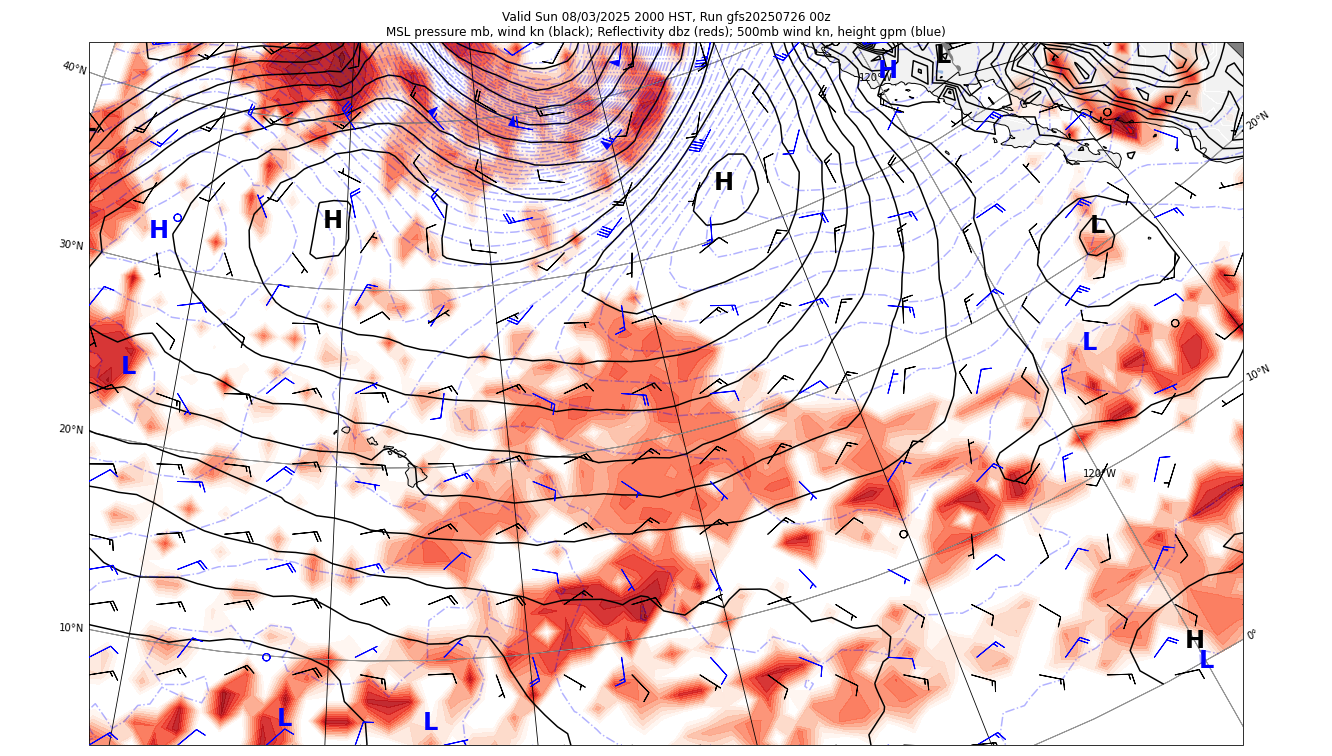 Valid Sun 08/03/2025 2000 HST, Run gfs20250726 00z
MSL pressure mb, wind kn (black); Reflectivity dbz (reds); 500mb wind kn, height gpm (blue)
40°N
H
L
120°W
20°N
H
H
H
L
30°N
L
L
10°N
20°N
120°W
10°N
0°
H
L
L
L